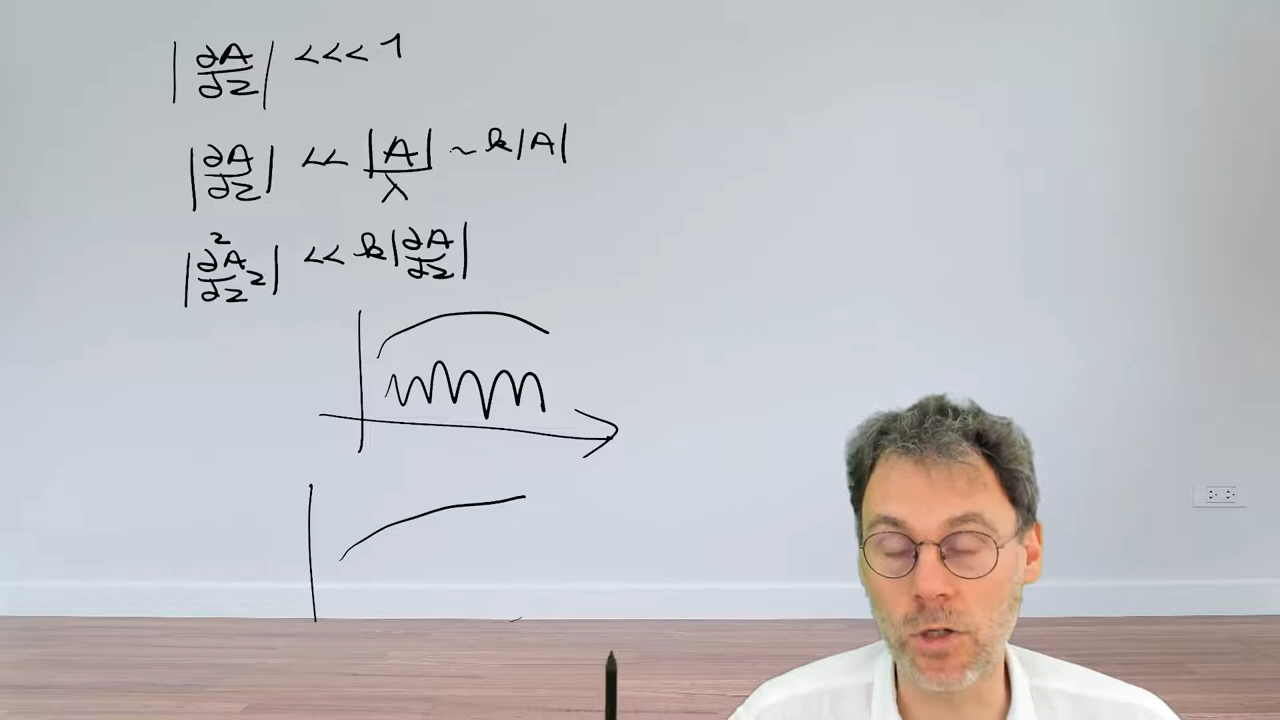 |∂A/∂z| <<< 1
|∂A/∂z| << |A|/λ ~ k|A|
|∂²A/∂z²| << k|∂A/∂z|